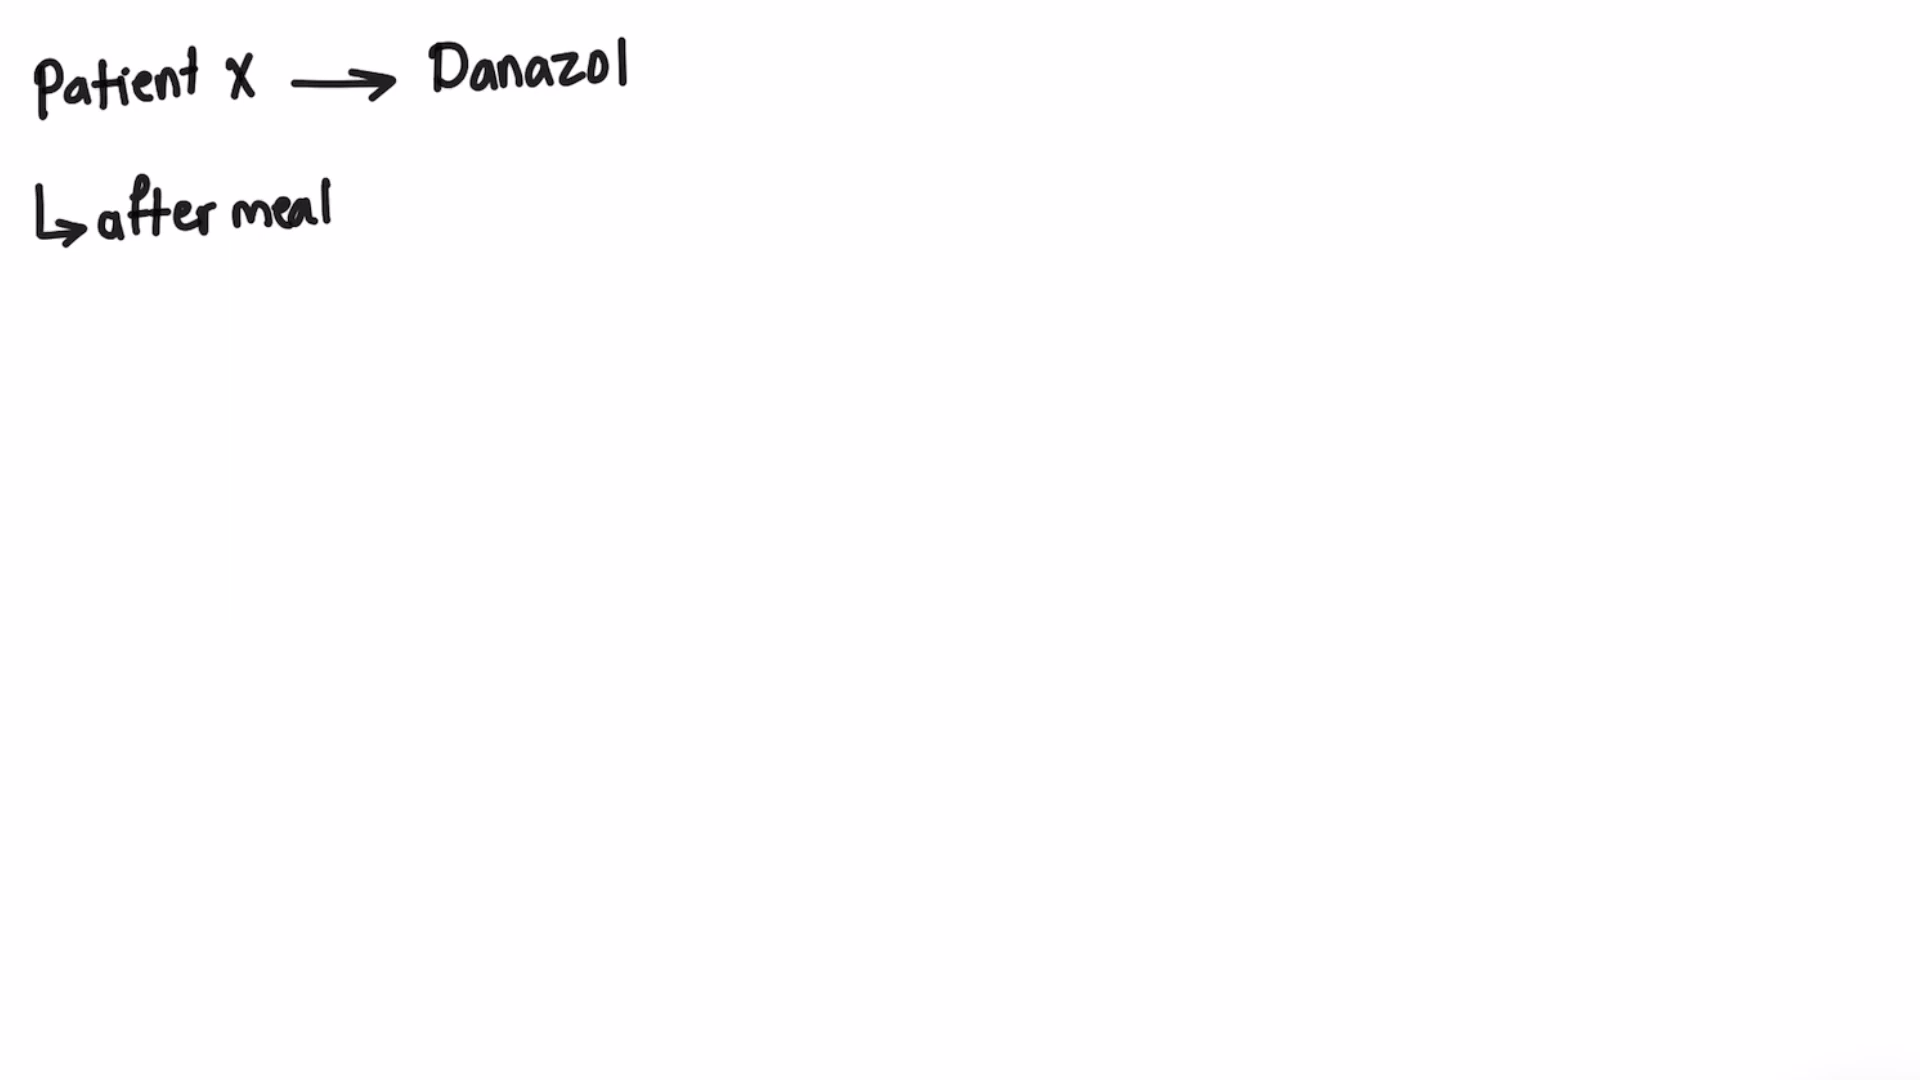 Patient x → Danazol
↳ after meal